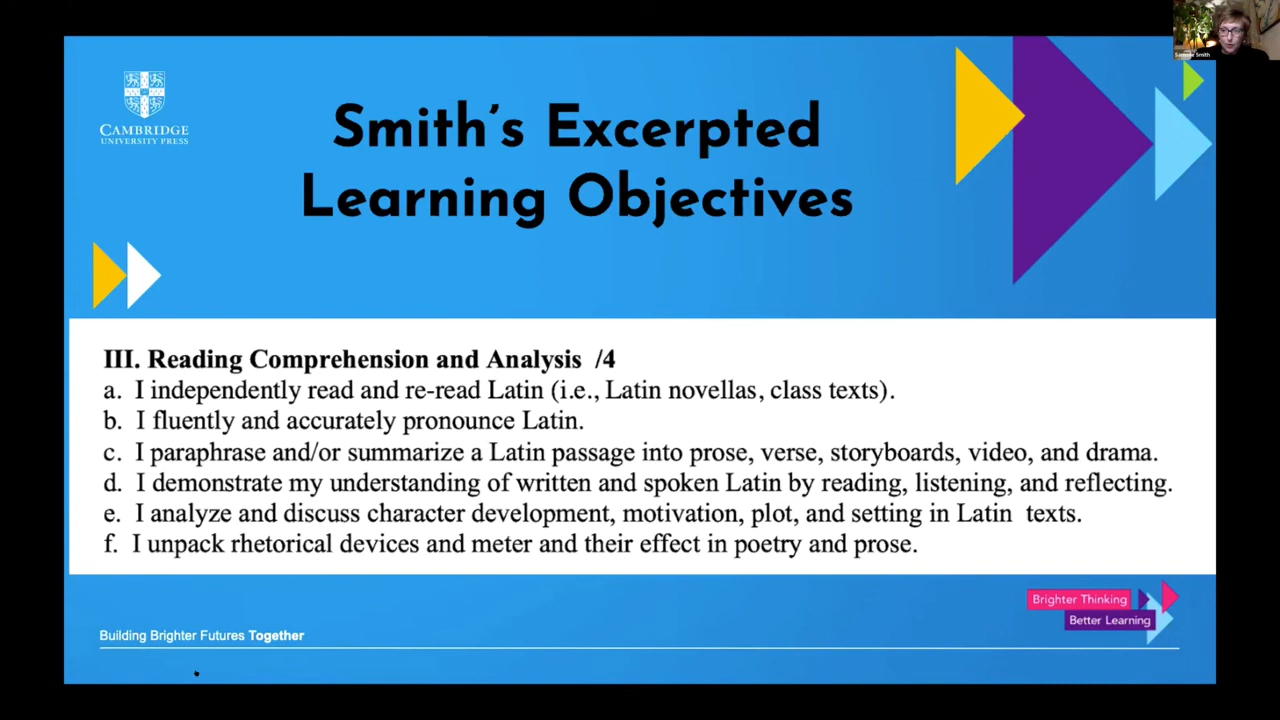 CAMBRIDGE
UNIVERSITY PRESS
Smith's Excerpted
Learning Objectives
III. Reading Comprehension and Analysis /4
a. I independently read and re-read Latin (i.e., Latin novellas, class texts).
b. I fluently and accurately pronounce Latin.
c. I paraphrase and/or summarize a Latin passage into prose, verse, storyboards, video, and drama.
d. I demonstrate my understanding of written and spoken Latin by reading, listening, and reflecting.
e. I analyze and discuss character development, motivation, plot, and setting in Latin texts.
f. I unpack rhetorical devices and meter and their effect in poetry and prose.
Brighter Thinking
Better Learning
Building Brighter Futures Together
Smith